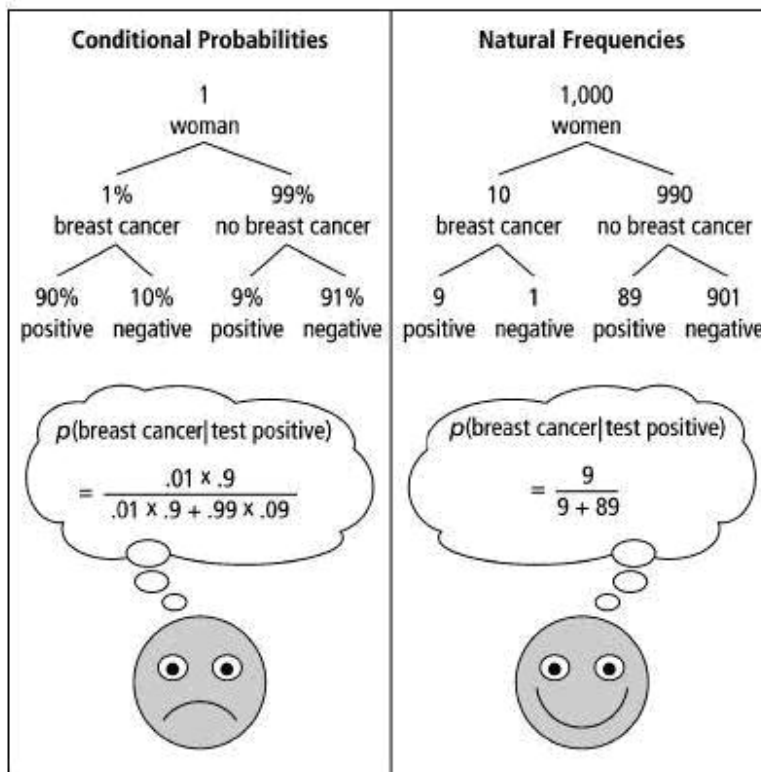 Conditional Probabilities
1
woman
1% 99%
breast cancer no breast cancer
90% 10% 9% 91%
positive negative positive negative
p(breast cancer|test positive)
= .01 x .9
.01 x .9 + .99 x .09
Natural Frequencies
1,000
women
10 990
breast cancer no breast cancer
9 1 89 901
positive negative positive negative
p(breast cancer|test positive)
= 9
9 + 89